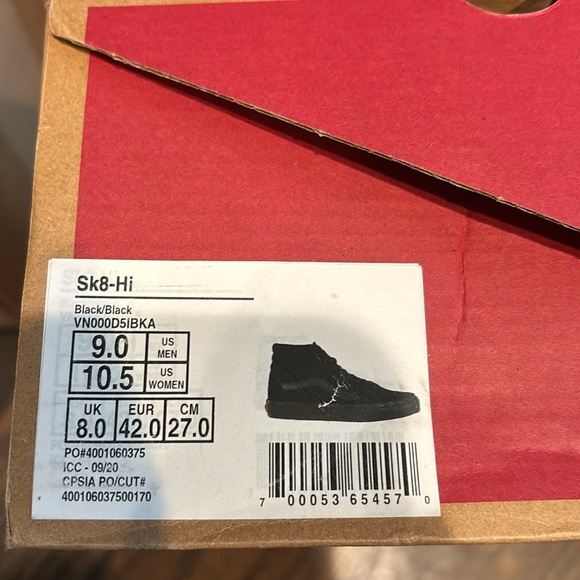 Sk8-Hi
Black/Black
VN000D5IBKA
9.0 US MEN
10.5 US WOMEN
UK EUR CM
8.0 42.0 27.0
PO#4001060375
ICC - 09/20
CPSIA PO/CUT#
400106037500170
7 00053 65457 0